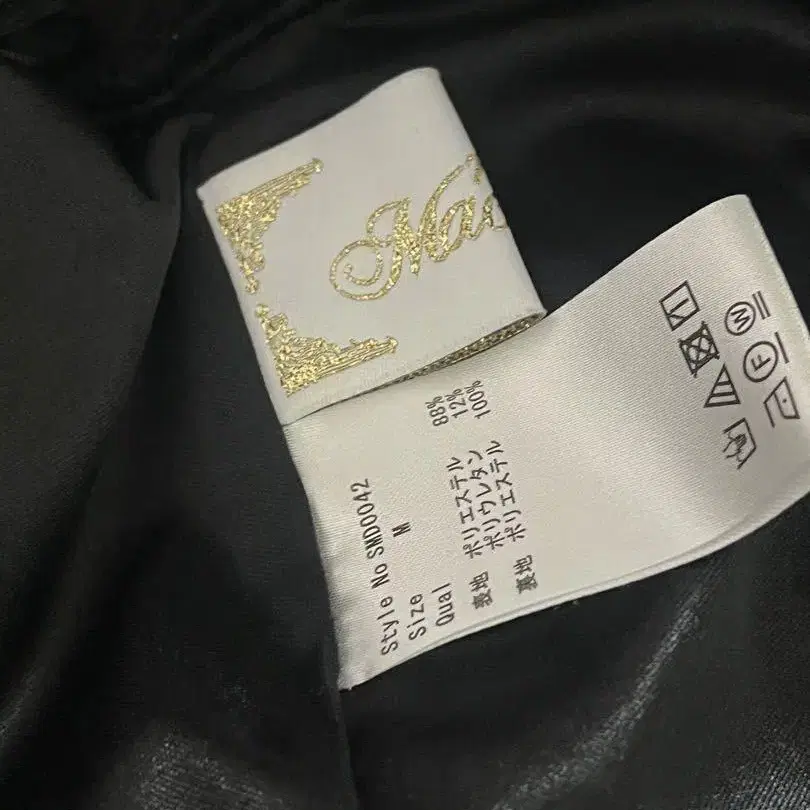 Style No SMD0042
Size M
Qual
表地 ポリエステル 88%
ポリウレタン 12%
裏地 ポリエステル 100%
W
F